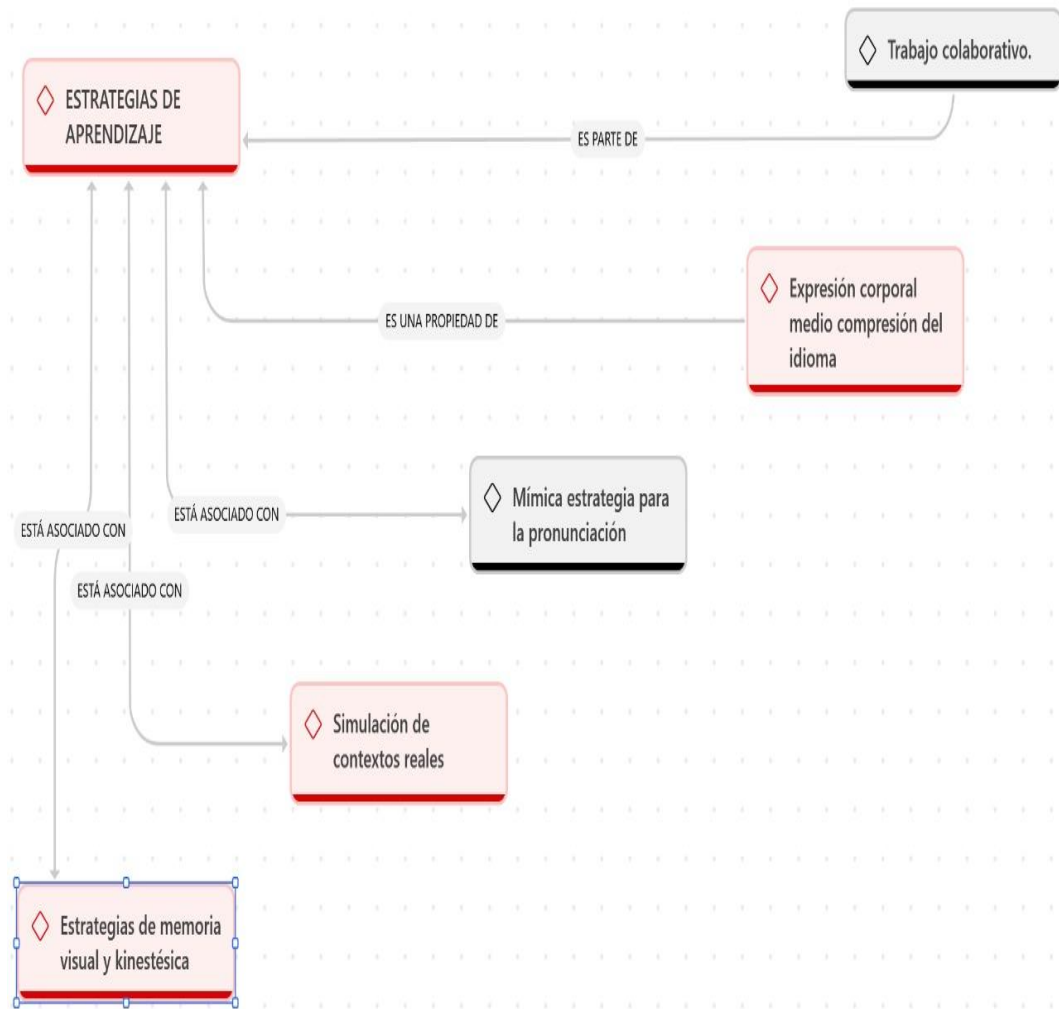 Trabajo colaborativo.
ESTRATEGIAS DE
APRENDIZAJE
ES PARTE DE
Expresión corporal
medio compresión del
idioma
ES UNA PROPIEDAD DE
Mímica estrategia para
la pronunciación
ESTÁ ASOCIADO CON
ESTÁ ASOCIADO CON
ESTÁ ASOCIADO CON
Simulación de
contextos reales
Estrategias de memoria
visual y kinestésica